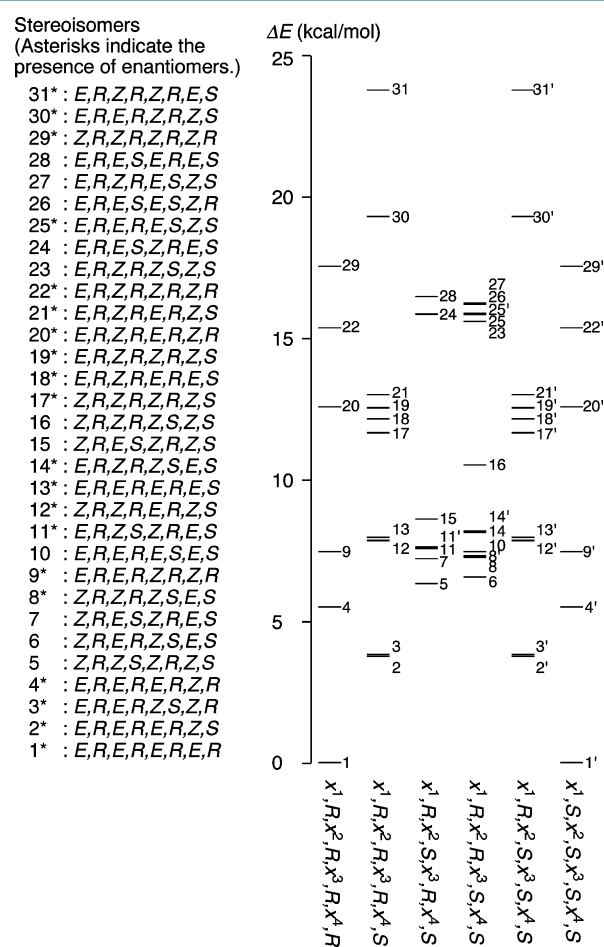 Stereoisomers
(Asterisks indicate the
presence of enantiomers.)
31* : E,R,Z,R,Z,R,E,S
30* : E,R,E,R,Z,R,Z,S
29* : Z,R,Z,R,Z,R,Z,R
28 : E,R,E,S,E,R,E,S
27 : E,R,Z,R,E,S,Z,S
26 : E,R,E,S,E,S,Z,R
25* : E,R,E,R,E,S,Z,S
24 : E,R,E,S,Z,R,E,S
23 : E,R,Z,R,Z,S,Z,S
22* : E,R,Z,R,Z,R,Z,R
21* : E,R,Z,R,E,R,Z,S
20* : E,R,Z,R,E,R,Z,R
19* : E,R,Z,R,Z,R,Z,S
18* : E,R,Z,R,E,R,E,S
17* : Z,R,Z,R,Z,R,Z,S
16 : Z,R,Z,R,Z,S,Z,S
15 : Z,R,E,S,Z,R,Z,S
14* : E,R,Z,R,Z,S,E,S
13* : E,R,E,R,E,R,E,S
12* : Z,R,Z,R,E,R,Z,S
11* : E,R,Z,S,Z,R,E,S
10 : E,R,E,R,E,S,E,S
9* : E,R,E,R,Z,R,Z,R
8* : Z,R,Z,R,Z,S,E,S
7 : Z,R,E,S,Z,R,E,S
6 : Z,R,E,R,Z,S,E,S
5 : Z,R,Z,S,Z,R,Z,S
4* : E,R,E,R,E,R,Z,R
3* : E,R,E,R,Z,S,Z,R
2* : E,R,E,R,E,R,Z,S
1* : E,R,E,R,E,R,E,R
ΔE (kcal/mol)
25
20
15
10
5
0
29
22
20
9
4
1
31
30
21
19
18
17
13
12
3
2
28
24
15
11'
11
7
5
27
26
25'
25
23
16
14'
14
10
8'
8
6
31'
30'
21'
19'
18'
17'
13'
12'
3'
2'
29'
22'
20'
9'
4'
1'
x1,R,x2,R,x3,R,x4,R
x1,R,x2,R,x3,R,x4,S
x1,R,x2,S,x3,R,x4,S
x1,R,x2,R,x3,S,x4,S
x1,R,x2,S,x3,S,x4,S
x1,S,x2,S,x3,S,x4,S